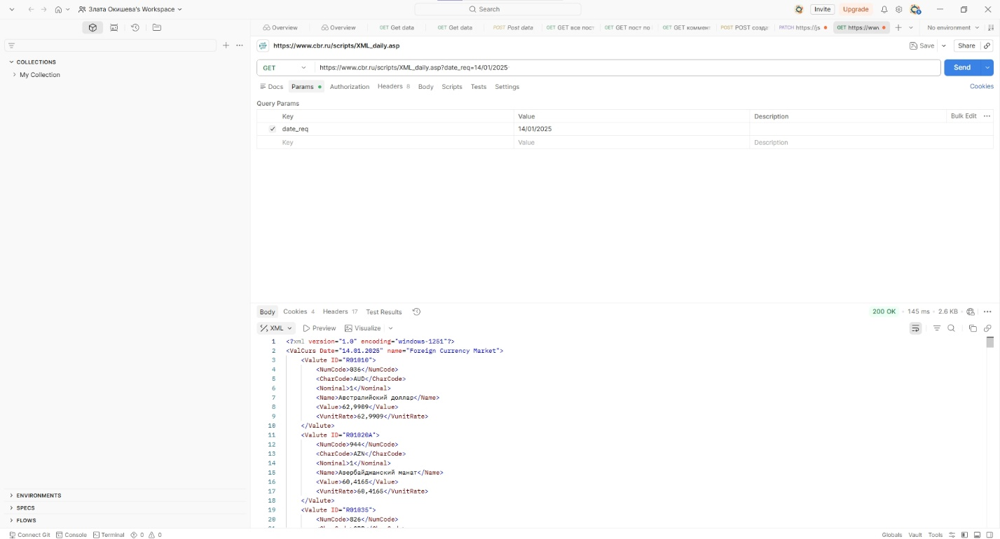 Злата Окишева's Workspace
Search
Invite
Upgrade
Overview
Overview
GET Get data
GET Get data
POST Post data
GET GET все пост
GET GET пост по
GET GET коммент
POST POST созда
PATCH https://js
GET https://www.
No environment
https://www.cbr.ru/scripts/XML_daily.asp
Save
Share
GET
https://www.cbr.ru/scripts/XML_daily.asp?date_req=14/01/2025
Send
COLLECTIONS
My Collection
Docs
Params
Authorization
Headers 8
Body
Scripts
Tests
Settings
Cookies
Query Params
Key
Value
Description
Bulk Edit
date_req
14/01/2025
Key
Value
Description
Body
Cookies 4
Headers 17
Test Results
200 OK
145 ms
2.6 KB
XML
Preview
Visualize
1 <?xml version="1.0" encoding="windows-1251"?>
2 <ValCurs Date="14.01.2025" name="Foreign Currency Market">
3 <Valute ID="R01010">
4 <NumCode>036</NumCode>
5 <CharCode>AUD</CharCode>
6 <Nominal>1</Nominal>
7 <Name>Австралийский доллар</Name>
8 <Value>62,9909</Value>
9 <VunitRate>62,9909</VunitRate>
10 </Valute>
11 <Valute ID="R01020A">
12 <NumCode>944</NumCode>
13 <CharCode>AZN</CharCode>
14 <Nominal>1</Nominal>
15 <Name>Азербайджанский манат</Name>
16 <Value>60,4165</Value>
17 <VunitRate>60,4165</VunitRate>
18 </Valute>
19 <Valute ID="R01035">
20 <NumCode>826</NumCode>
ENVIRONMENTS
SPECS
FLOWS
Connect Git
Console
Terminal
0
0
Globals
Vault
Tools